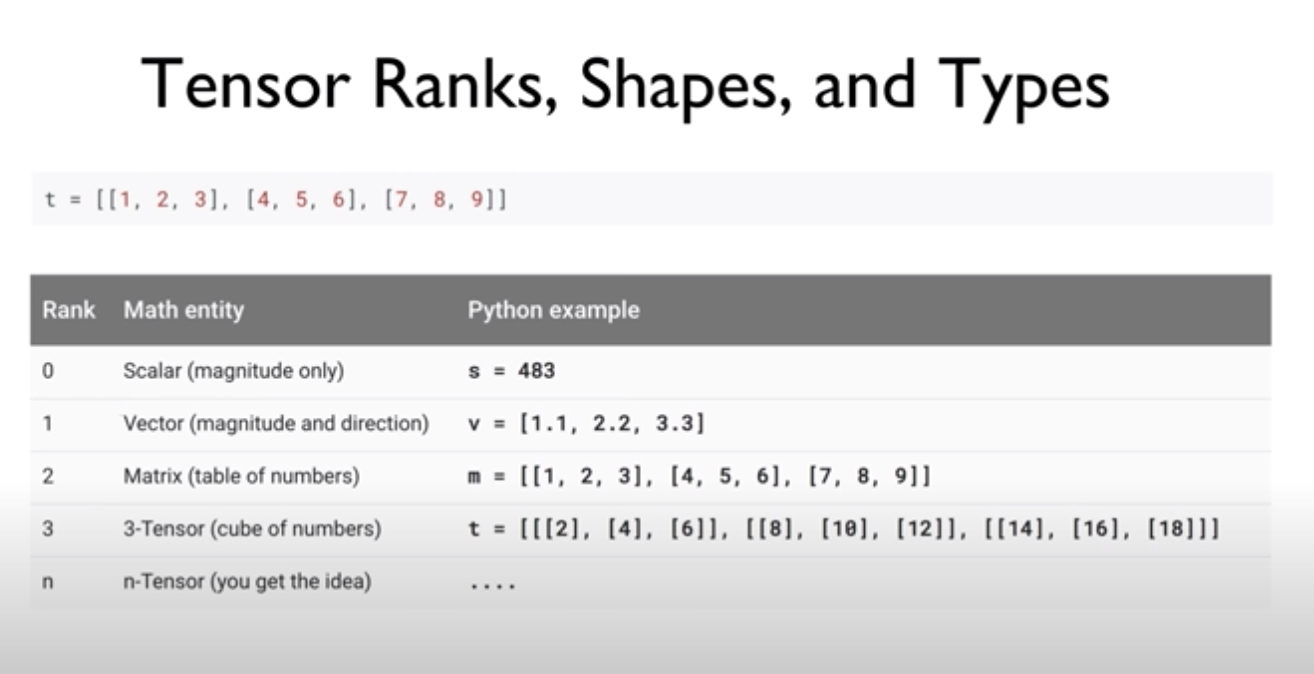 Tensor Ranks, Shapes, and Types
t = [[1, 2, 3], [4, 5, 6], [7, 8, 9]]
Rank Math entity Python example
0 Scalar (magnitude only) s = 483
1 Vector (magnitude and direction) v = [1.1, 2.2, 3.3]
2 Matrix (table of numbers) m = [[1, 2, 3], [4, 5, 6], [7, 8, 9]]
3 3-Tensor (cube of numbers) t = [[[2], [4], [6]], [[8], [10], [12]], [[14], [16], [18]]]
n n-Tensor (you get the idea) ....